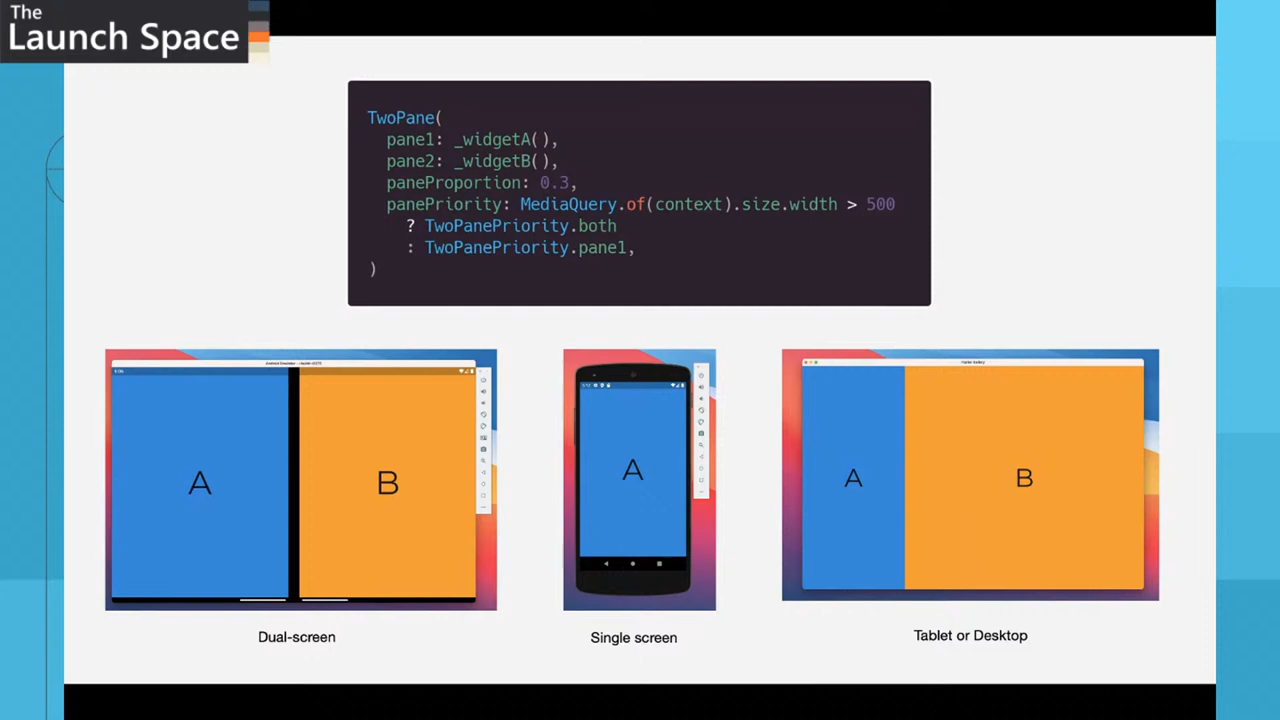 The
Launch Space
TwoPane(
pane1: _widgetA(),
pane2: _widgetB(),
paneProportion: 0.3,
panePriority: MediaQuery.of(context).size.width > 500
? TwoPanePriority.both
: TwoPanePriority.pane1,
)
A
B
A
A
B
Dual-screen
Single screen
Tablet or Desktop